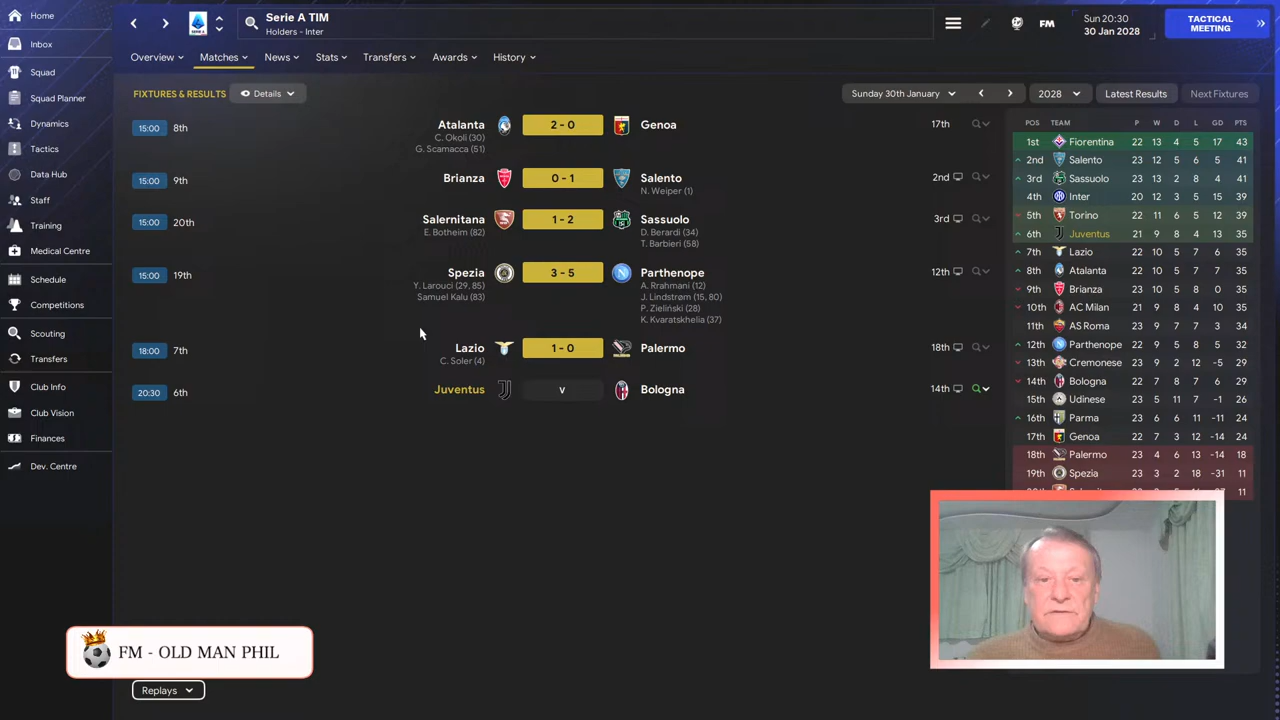 Home
Inbox
Squad
Squad Planner
Dynamics
Tactics
Data Hub
Staff
Training
Medical Centre
Schedule
Competitions
Scouting
Transfers
Club Info
Club Vision
Finances
Dev. Centre
SERIE A
Serie A TIM
Holders - Inter
FM
Sun 20:30
30 Jan 2028
TACTICAL
MEETING
Overview
Matches
News
Stats
Transfers
Awards
History
FIXTURES & RESULTS
Details
Sunday 30th January
2028
Latest Results
Next Fixtures
15:00 8th Atalanta 2 - 0 Genoa 17th
C. Okoli (30)
G. Scamacca (51)
15:00 9th Brianza 0 - 1 Salento 2nd
N. Weiper (1)
15:00 20th Salernitana 1 - 2 Sassuolo 3rd
E. Botheim (82) D. Berardi (34)
T. Barbieri (58)
15:00 19th Spezia 3 - 5 Parthenope 12th
Y. Larouci (29, 85) A. Rrahmani (12)
Samuel Kalu (83) J. Lindstrøm (15, 80)
P. Zieliński (28)
K. Kvaratskhelia (37)
18:00 7th Lazio 1 - 0 Palermo 18th
C. Soler (4)
20:30 6th Juventus v Bologna 14th
POS TEAM P W D L GD PTS
1st Fiorentina 22 13 4 5 17 43
2nd Salento 23 12 5 6 5 41
3rd Sassuolo 23 13 2 8 4 41
4th Inter 20 12 3 5 15 39
5th Torino 22 11 6 5 12 39
6th Juventus 21 9 8 4 13 35
7th Lazio 22 10 5 7 7 35
8th Atalanta 22 10 5 7 7 35
9th Brianza 23 9 8 6 0 35
10th AC Milan 21 9 8 4 10 35
11th AS Roma 23 9 7 7 3 34
12th Parthenope 22 8 8 6 5 32
13th Cremonese 23 8 8 7 6 32
14th Bologna 22 7 8 7 6 29
15th Udinese 23 5 11 7 -1 26
16th Parma 23 6 6 11 -11 24
17th Genoa 22 7 3 12 -14 24
18th Palermo 23 4 6 13 -14 18
19th Spezia 23 3 2 18 -31 11
11
FM - OLD MAN PHIL
Replays